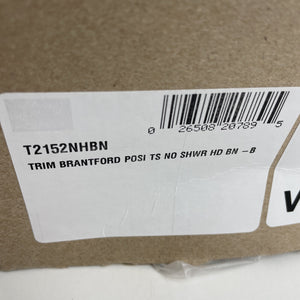 0 26508 20789 5
T2152NHBN
TRIM BRANTFORD POSI TS NO SHWR HD BN -B